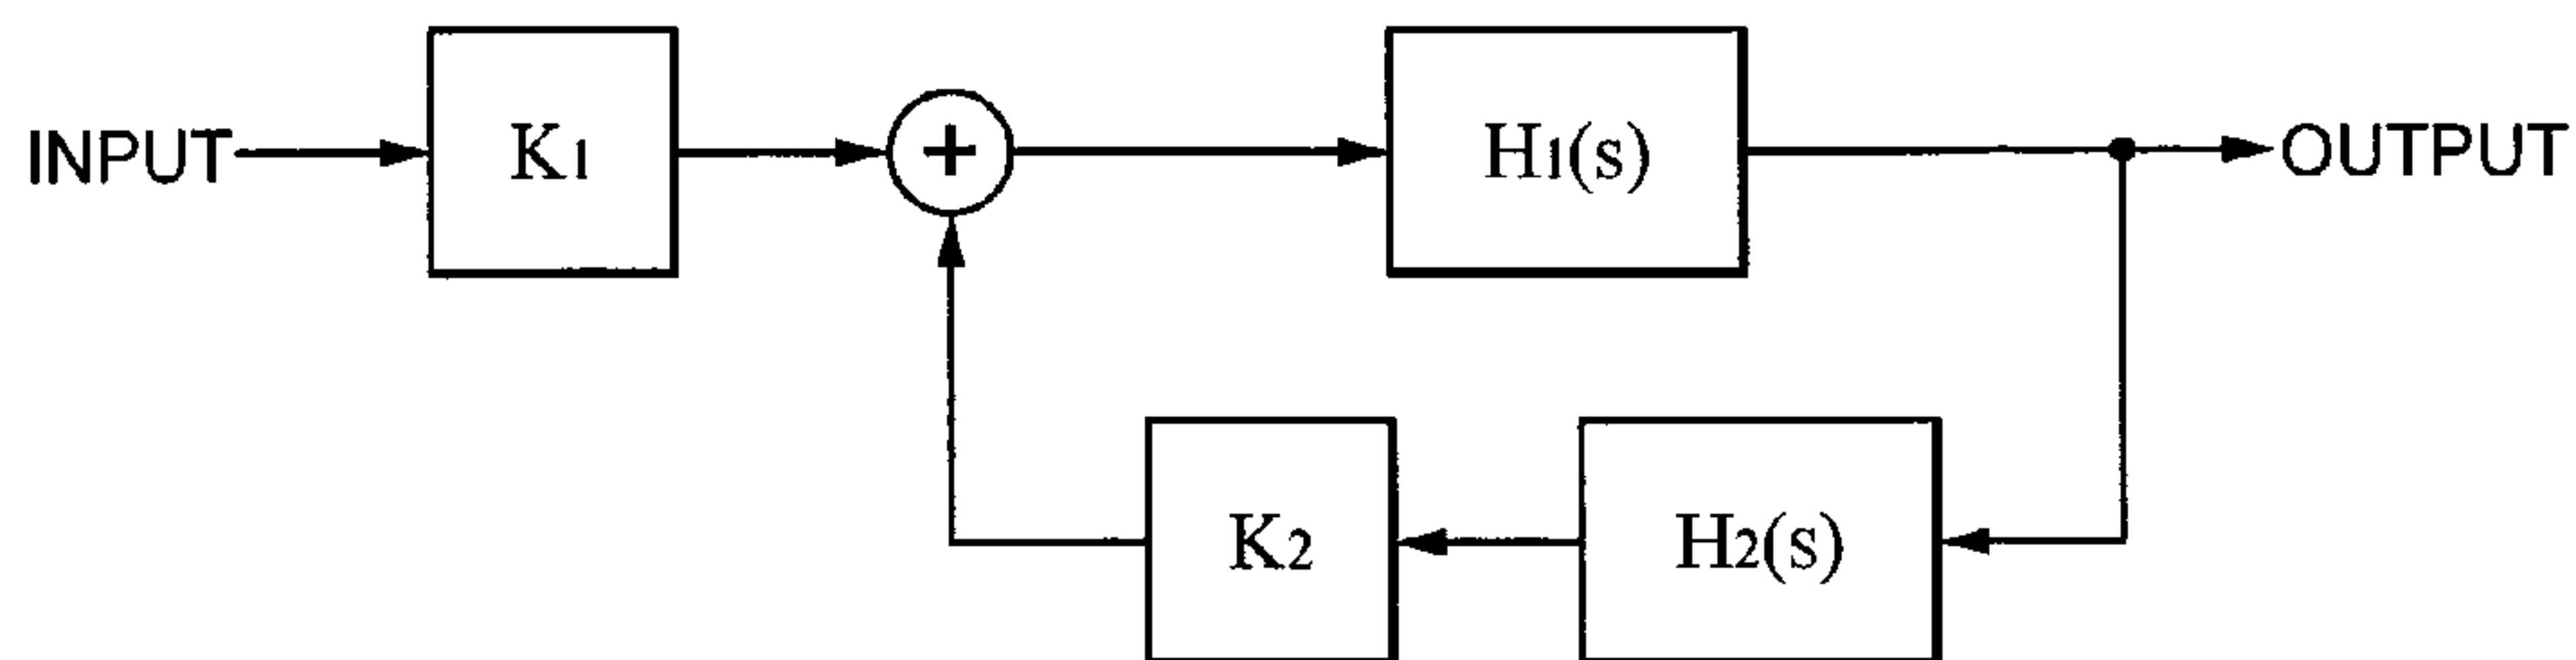 INPUT
K1
+
H1(s)
OUTPUT
K2
H2(s)